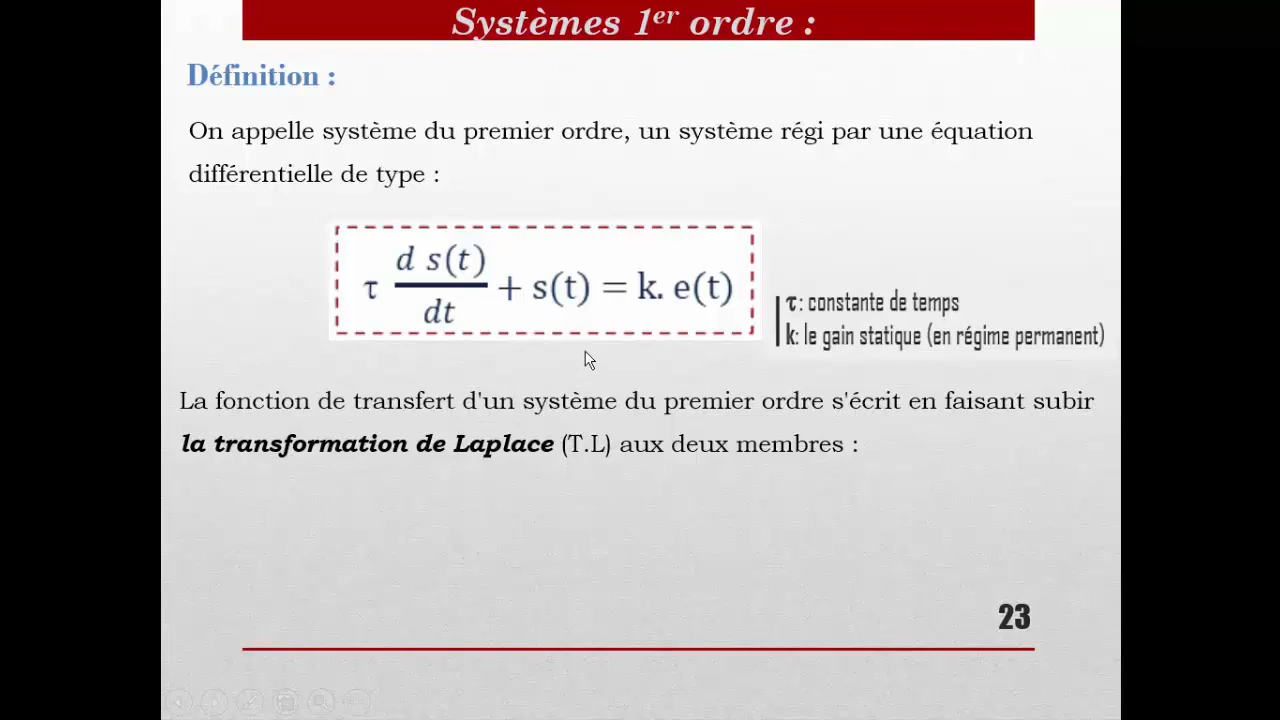 Systèmes 1er ordre :
Définition :
On appelle système du premier ordre, un système régi par une équation
différentielle de type :
τ d s(t)/dt + s(t) = k. e(t)
τ: constante de temps
k: le gain statique (en régime permanent)
La fonction de transfert d'un système du premier ordre s'écrit en faisant subir
la transformation de Laplace (T.L) aux deux membres :
23